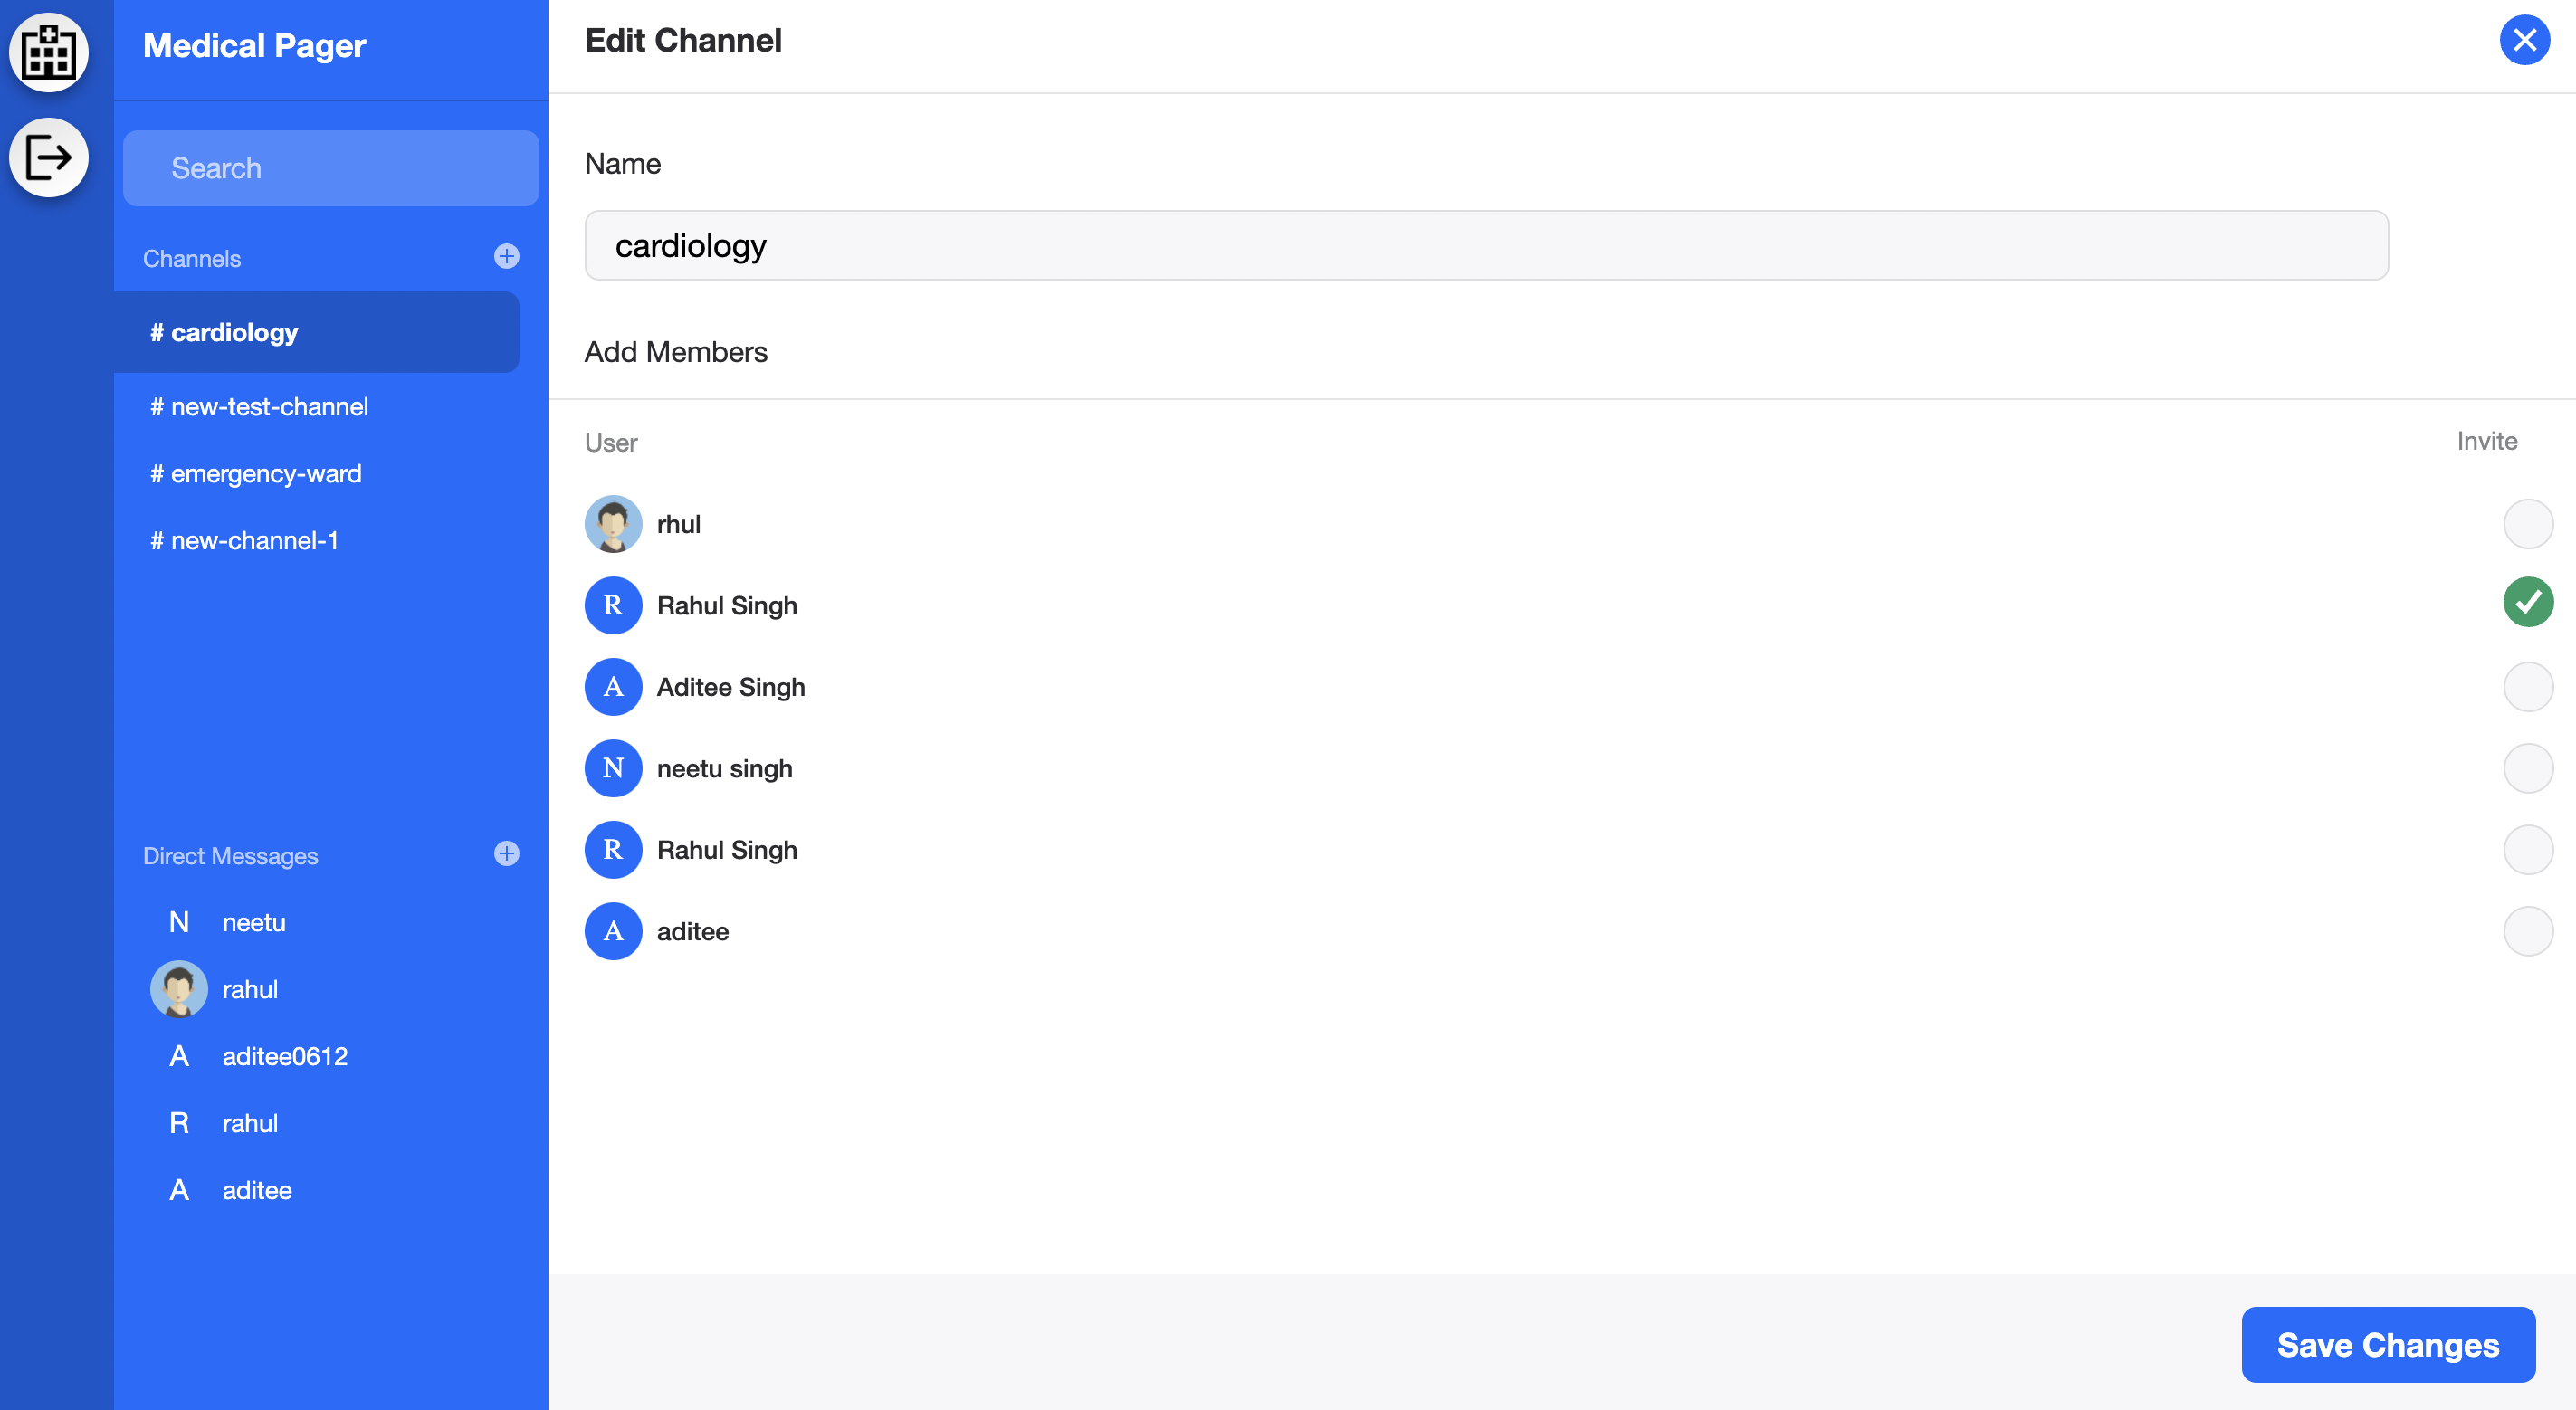 Medical Pager
Search
Channels
# cardiology
# new-test-channel
# emergency-ward
# new-channel-1
Direct Messages
N neetu
rahul
A aditee0612
R rahul
A aditee
Edit Channel
Name
cardiology
Add Members
User Invite
rhul
R Rahul Singh
A Aditee Singh
N neetu singh
R Rahul Singh
A aditee
Save Changes